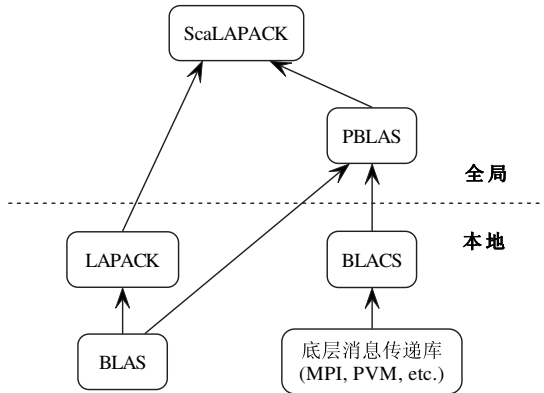 ScaLAPACK
PBLAS
全局
本地
LAPACK
BLACS
BLAS
底层消息传递库
(MPI, PVM, etc.)